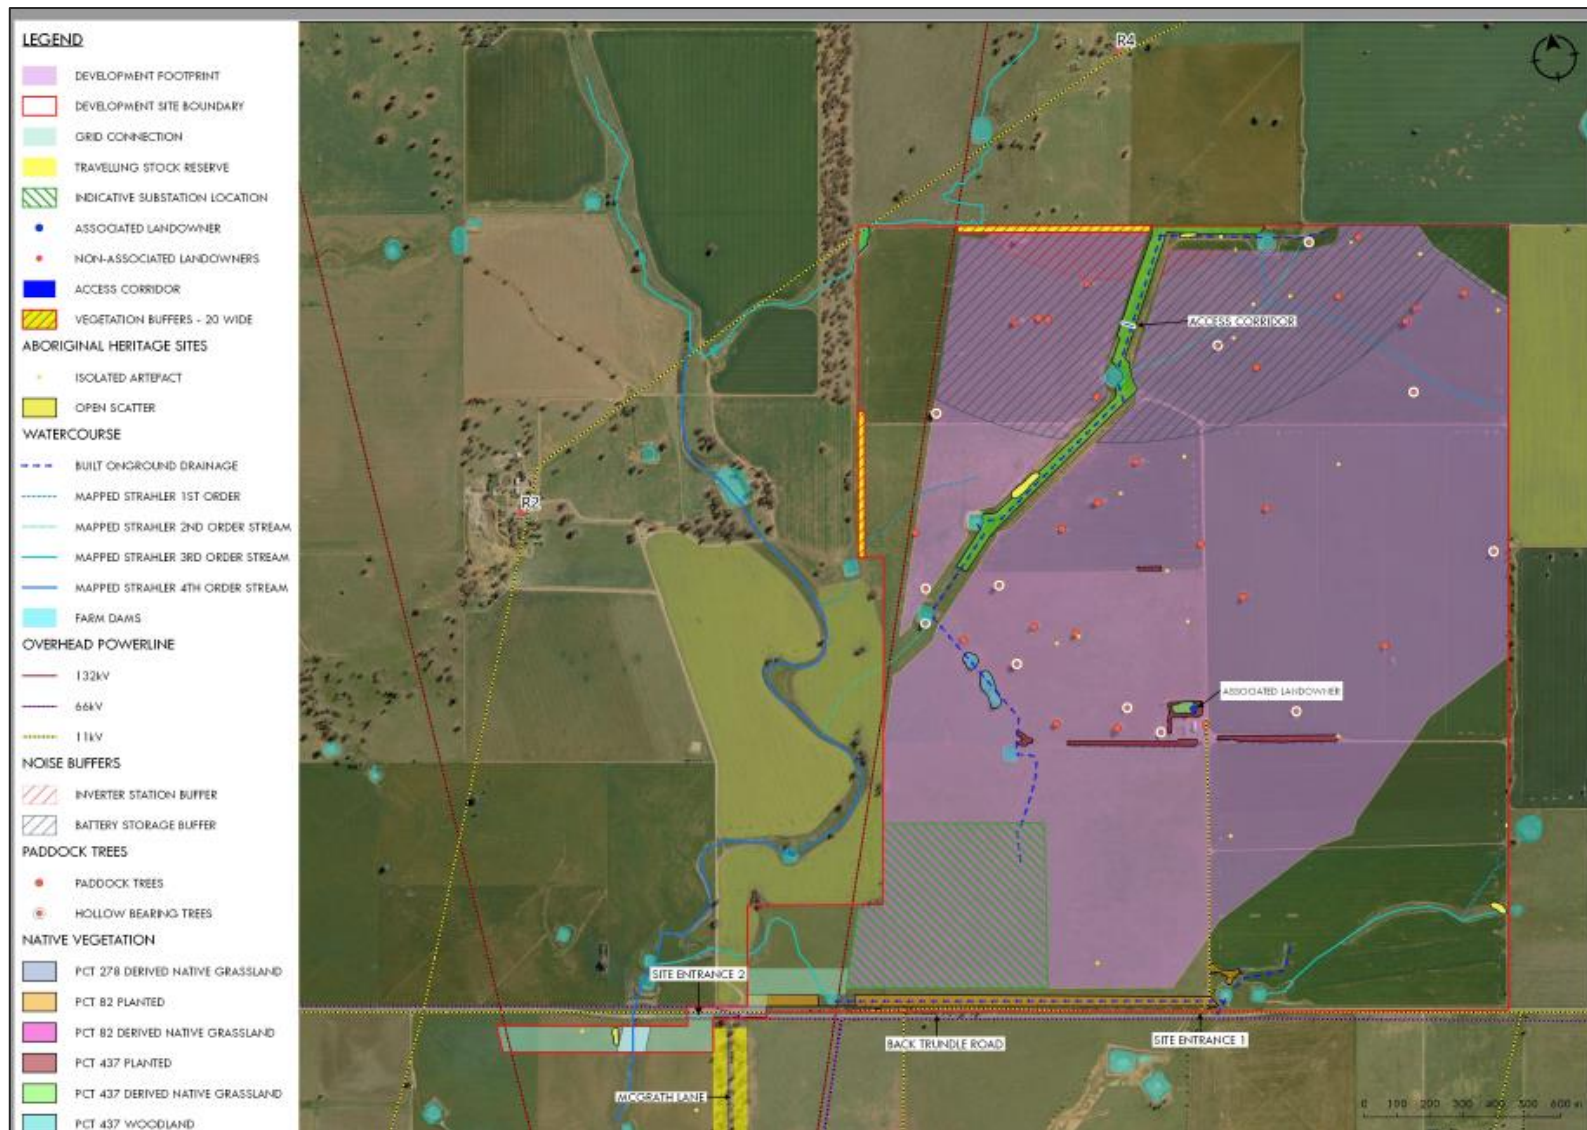 LEGEND
DEVELOPMENT FOOTPRINT
DEVELOPMENT SITE BOUNDARY
GRID CONNECTION
TRAVELLING STOCK RESERVE
INDICATIVE SUBSTATION LOCATION
ASSOCIATED LANDOWNER
NON-ASSOCIATED LANDOWNERS
ACCESS CORRIDOR
VEGETATION BUFFERS - 20 WIDE
ABORIGINAL HERITAGE SITES
ISOLATED ARTEFACT
OPEN SCATTER
WATERCOURSE
BUILT ONGROUND DRAINAGE
MAPPED STRAHLER 1ST ORDER
MAPPED STRAHLER 2ND ORDER STREAM
MAPPED STRAHLER 3RD ORDER STREAM
MAPPED STRAHLER 4TH ORDER STREAM
FARM DAMS
OVERHEAD POWERLINE
132kV
66kV
11kV
NOISE BUFFERS
INVERTER STATION BUFFER
BATTERY STORAGE BUFFER
PADDOCK TREES
PADDOCK TREES
HOLLOW BEARING TREES
NATIVE VEGETATION
PCT 278 DERIVED NATIVE GRASSLAND
PCT 82 PLANTED
PCT 82 DERIVED NATIVE GRASSLAND
PCT 437 PLANTED
PCT 437 DERIVED NATIVE GRASSLAND
PCT 437 WOODLAND
R4
ACCESS CORRIDOR
R2
ASSOCIATED LANDOWNER
SITE ENTRANCE 2
BACK TRUNDLE ROAD
SITE ENTRANCE 1
MCGRATH LANE
0 100 200 300 400 500 600 m